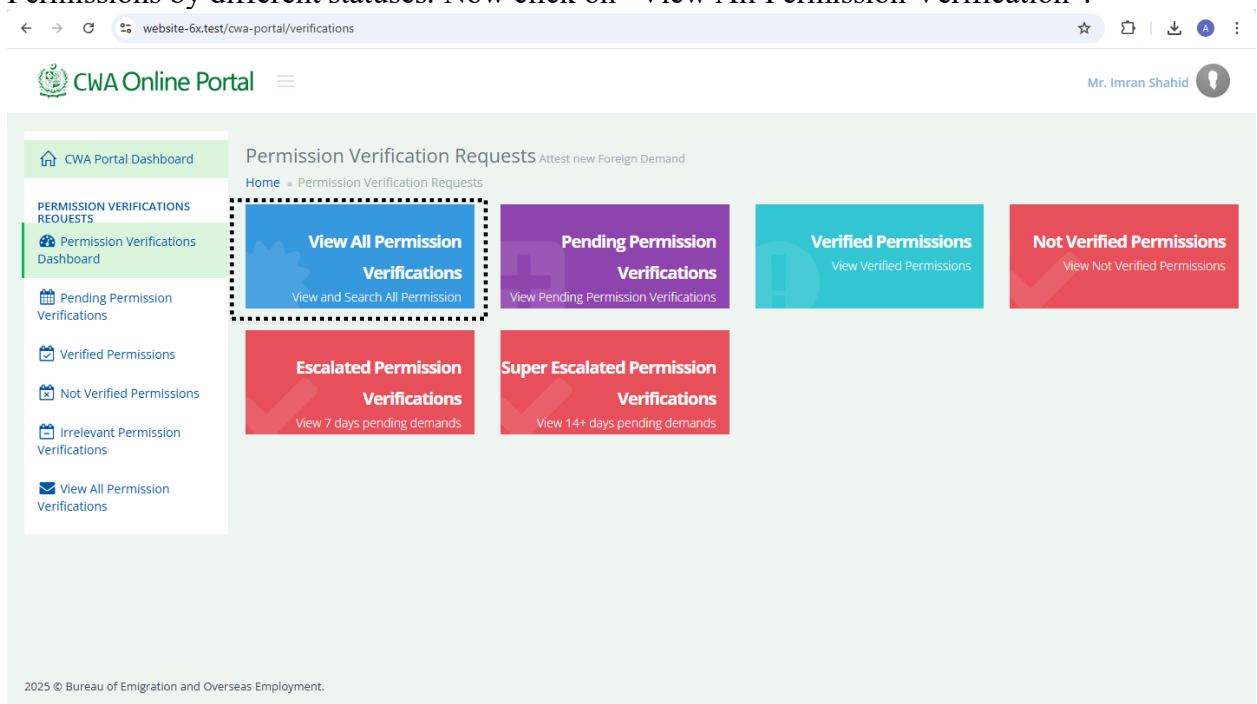 Permissions by different statuses. Now click on "View All Permission Verification".
website-6x.test/cwa-portal/verifications
A
CWA Online Portal
Mr. Imran Shahid
CWA Portal Dashboard
PERMISSION VERIFICATIONS
REQUESTS
Permission Verifications
Dashboard
Pending Permission
Verifications
Verified Permissions
Not Verified Permissions
Irrelevant Permission
Verifications
View All Permission
Verifications
Permission Verification Requests Attest new Foreign Demand
Home Permission Verification Requests
View All Permission
Verifications
View and Search All Permission
Pending Permission
Verifications
View Pending Permission Verifications
Verified Permissions
View Verified Permissions
Not Verified Permissions
View Not Verified Permissions
Escalated Permission
Verifications
View 7 days pending demands
Super Escalated Permission
Verifications
View 14+ days pending demands
2025 © Bureau of Emigration and Overseas Employment.